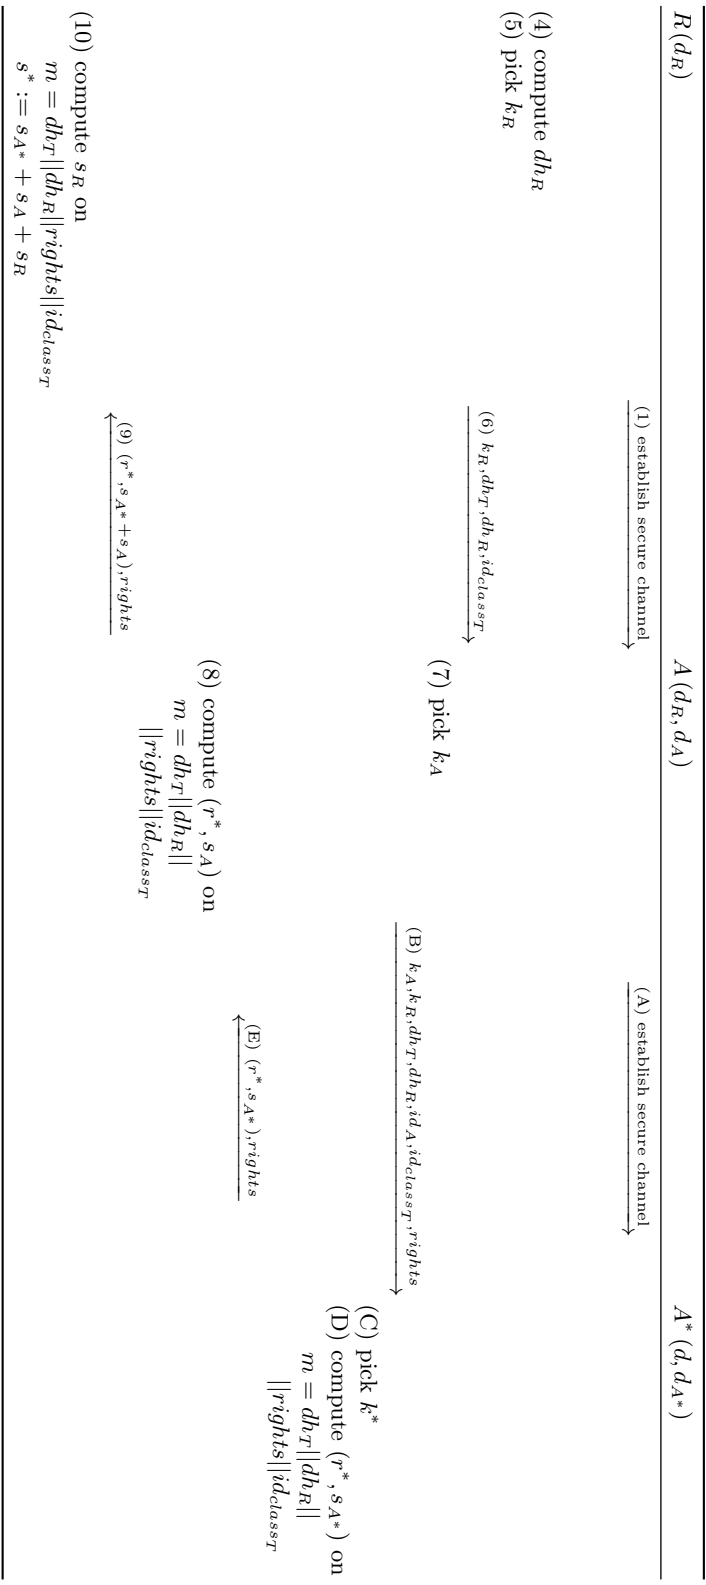 R(d_R) A(d_R, d_A) A*(d, d_{A*})
(1) establish secure channel
(A) establish secure channel
(4) compute dh_R
(5) pick k_R
(6) k_R,dh_T,dh_R,id_{class_T}
(7) pick k_A
(B) k_A,k_R,dh_T,dh_R,id_A,id_{class_T},rights
(C) pick k*
(D) compute (r*, s_{A*}) on
m = dh_T||dh_R||
||rights||id_{class_T}
(E) (r*,s_{A*}),rights
(8) compute (r*, s_A) on
m = dh_T||dh_R||
||rights||id_{class_T}
(9) (r*,s_{A*}+s_A),rights
(10) compute s_R on
m = dh_T||dh_R||rights||id_{class_T}
s* := s_{A*} + s_A + s_R